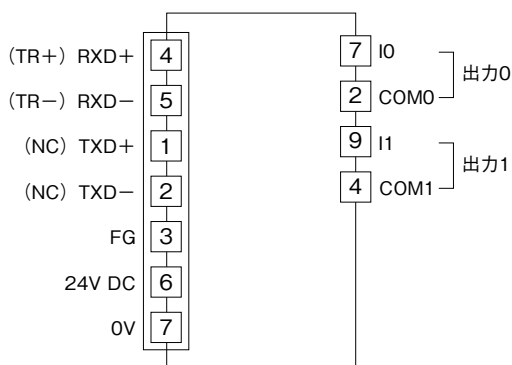 (TR+) RXD+ 4
(TR−) RXD− 5
(NC) TXD+ 1
(NC) TXD− 2
FG 3
24V DC 6
0V 7
7 I0
2 COM0
出力0
9 I1
4 COM1
出力1